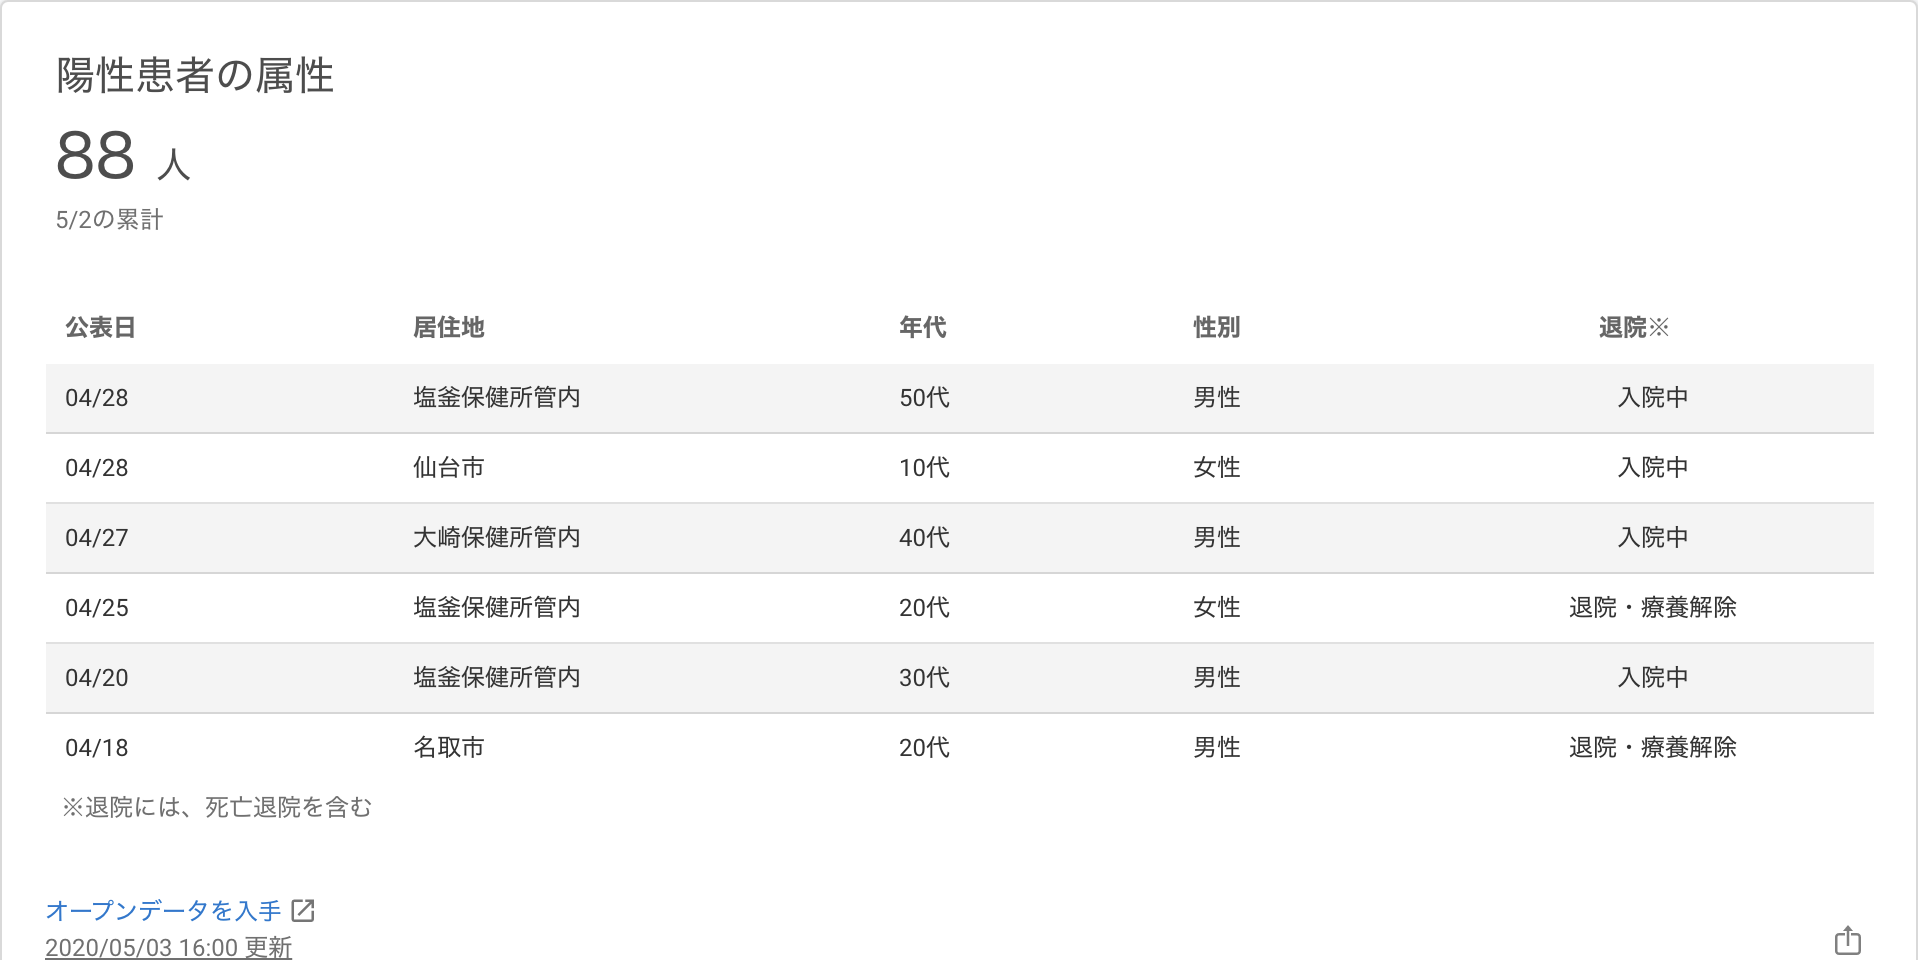 陽性患者の属性
88 人
5/2の累計
公表日 居住地 年代 性別 退院※
04/28 塩釜保健所管内 50代 男性 入院中
04/28 仙台市 10代 女性 入院中
04/27 大崎保健所管内 40代 男性 入院中
04/25 塩釜保健所管内 20代 女性 退院・療養解除
04/20 塩釜保健所管内 30代 男性 入院中
04/18 名取市 20代 男性 退院・療養解除
※退院には、死亡退院を含む
オープンデータを入手
2020/05/03 16:00 更新